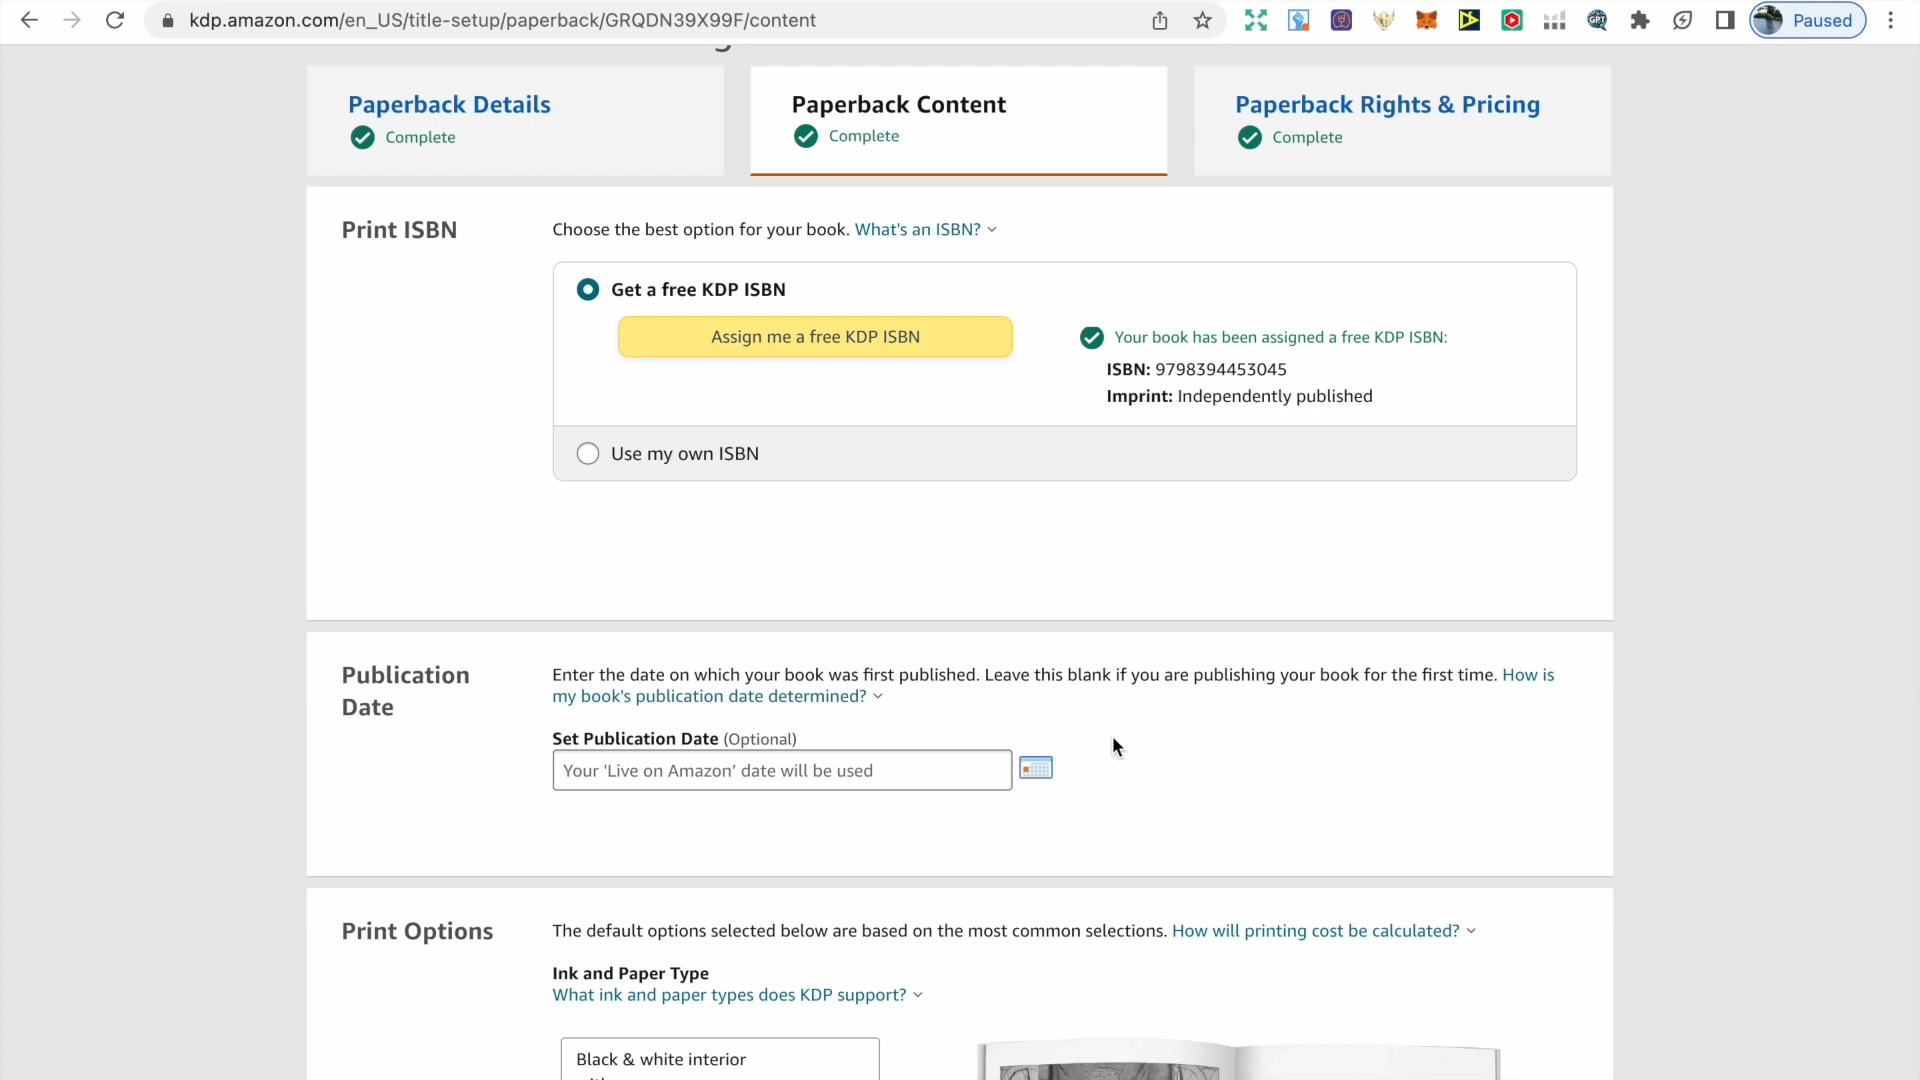 kdp.amazon.com/en_US/title-setup/paperback/GRQDN39X99F/content
GPT
Paused
Paperback Details
Complete
Paperback Content
Complete
Paperback Rights & Pricing
Complete
Print ISBN
Choose the best option for your book. What's an ISBN?
Get a free KDP ISBN
Assign me a free KDP ISBN
Your book has been assigned a free KDP ISBN:
ISBN: 9798394453045
Imprint: Independently published
Use my own ISBN
Publication
Date
Enter the date on which your book was first published. Leave this blank if you are publishing your book for the first time. How is
my book's publication date determined?
Set Publication Date (Optional)
Your 'Live on Amazon' date will be used
Print Options
The default options selected below are based on the most common selections. How will printing cost be calculated?
Ink and Paper Type
What ink and paper types does KDP support?
Black & white interior